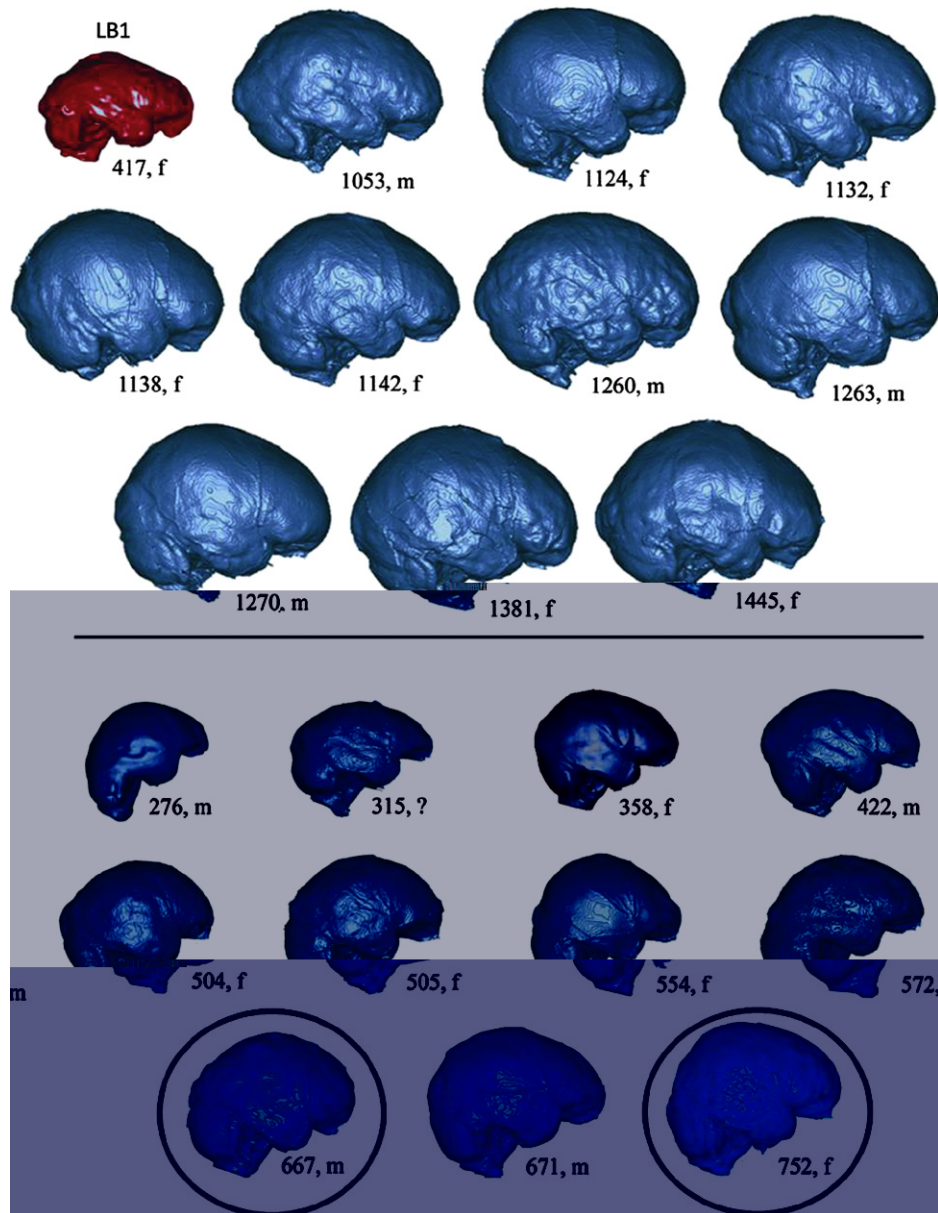 LB1
417, f
1053, m
1124, f
1132, f
1138, f
1142, f
1260, m
1263, m
1270, m
1381, f
1445, f
276, m
315, ?
358, f
422, m
504, f
505, f
554, f
572,
m
667, m
671, m
752, f